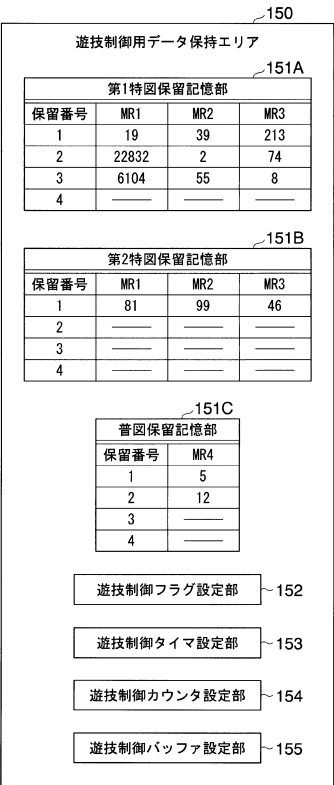 150
遊技制御用データ保持エリア
151A
第1特図保留記憶部
保留番号 MR1 MR2 MR3
1 19 39 213
2 22832 2 74
3 6104 55 8
4 ─── ─── ───
151B
第2特図保留記憶部
保留番号 MR1 MR2 MR3
1 81 99 46
2 ─── ─── ───
3 ─── ─── ───
4 ─── ─── ───
151C
普図保留記憶部
保留番号 MR4
1 5
2 12
3 ───
4 ───
遊技制御フラグ設定部 152
遊技制御タイマ設定部 153
遊技制御カウンタ設定部 154
遊技制御バッファ設定部 155